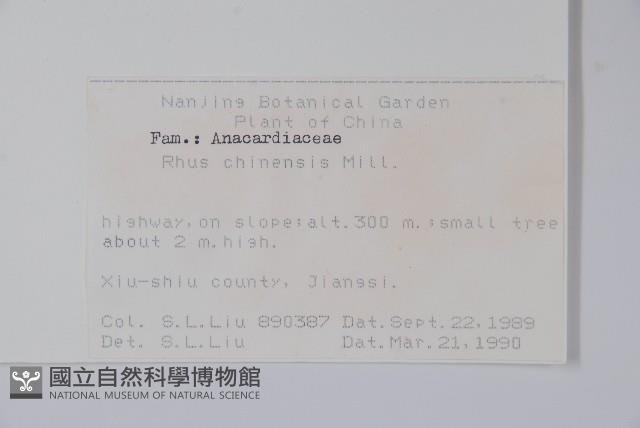 Nanjing Botanical Garden
Plant of China
Fam.: Anacardiaceae
Rhus chinensis Mill.
highway,on slope;alt.300 m.;small tree
about 2 m.high.
Xiu-shiu county, Jiangsi.
Col. S.L.Liu 890387 Dat.Sept.22,1989
Det. S.L.Liu Dat.Mar.21,1990
國立自然科學博物館
NATIONAL MUSEUM OF NATURAL SCIENCE